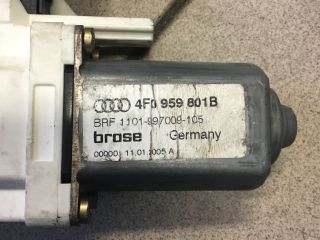 4F0 959 801B
BRF 1101-997009-105
brose Germany
00000 11.01.2005 A